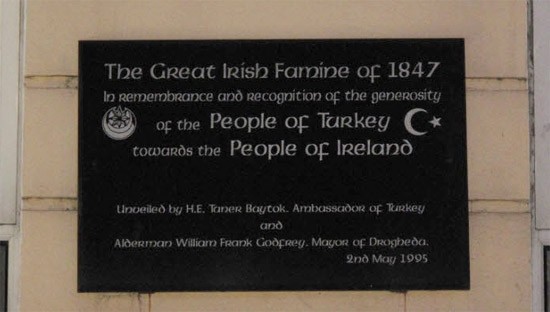 The Great Irish Famine of 1847
In remembrance and recognition of the generosity
of the People of Turkey
towards the People of Ireland
Unveiled by H.E. Taner Baytok. Ambassador of Turkey
and
Alderman William Frank Godfrey. Mayor of Drogheda.
2nd May 1995